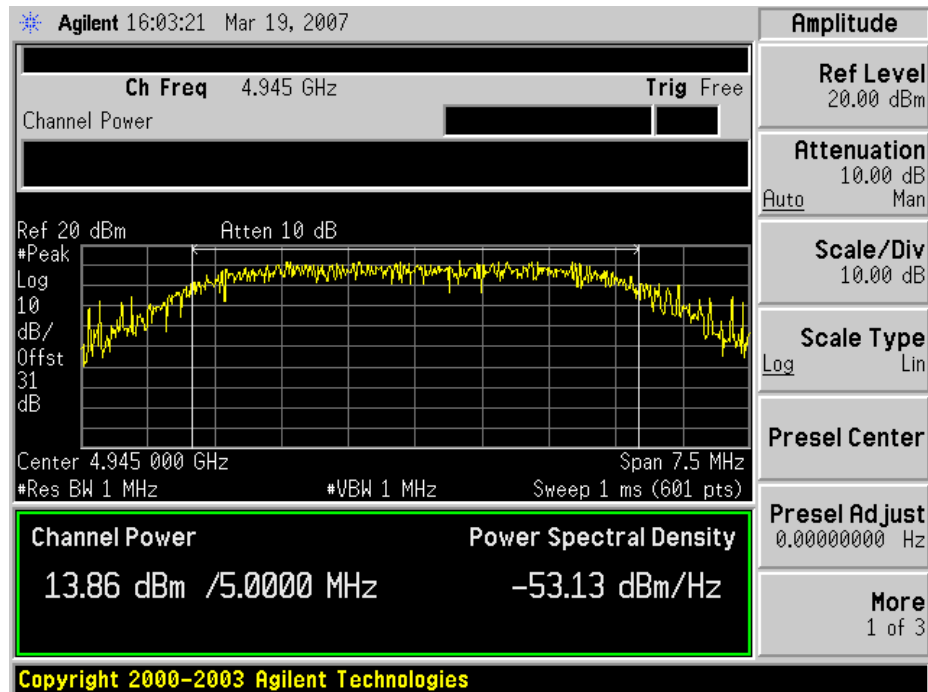 Agilent 16:03:21 Mar 19, 2007
Amplitude
Ch Freq 4.945 GHz Trig Free
Channel Power
Ref Level
20.00 dBm
Attenuation
10.00 dB
Auto Man
Scale/Div
10.00 dB
Scale Type
Log Lin
Presel Center
Presel Adjust
0.00000000 Hz
More
1 of 3
Ref 20 dBm Atten 10 dB
#Peak
Log
10
dB/
Offst
31
dB
Center 4.945 000 GHz Span 7.5 MHz
#Res BW 1 MHz #VBW 1 MHz Sweep 1 ms (601 pts)
Channel Power Power Spectral Density
13.86 dBm /5.0000 MHz -53.13 dBm/Hz
Copyright 2000-2003 Agilent Technologies